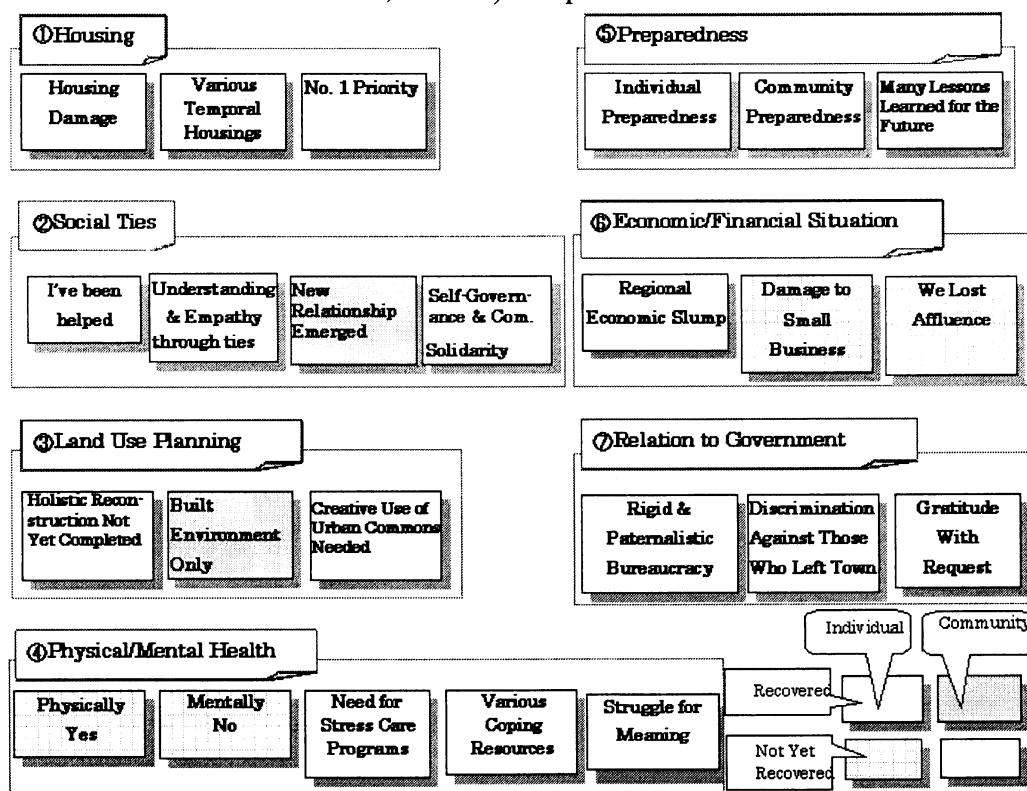 ①Housing
Housing
Damage
Various
Temporal
Housings
No. 1 Priority
⑤Preparedness
Individual
Preparedness
Community
Preparedness
Many Lessons
Learned for the
Future
②Social Ties
I've been
helped
Understanding
& Empathy
through ties
New
Relationship
Emerged
Self-Govern-
ance & Com.
Solidarity
⑥Economic/Financial Situation
Regional
Economic Slump
Damage to
Small
Business
We Lost
Affluence
③Land Use Planning
Holistic Recon-
struction Not
Yet Completed
Built
Environment
Only
Creative Use of
Urban Commons
Needed
⑦Relation to Government
Rigid &
Paternalistic
Bureaucracy
Discrimination
Against Those
Who Left Town
Gratitude
With
Request
④Physical/Mental Health
Physically
Yes
Mentally
No
Need for
Stress Care
Programs
Various
Coping
Resources
Struggle for
Meaning
Individual
Community
Recovered
Not Yet
Recovered